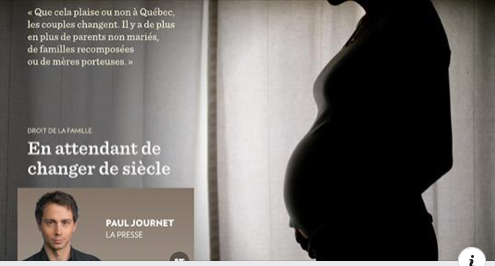 « Que cela plaise ou non à Québec,
les couples changent. Il y a de plus
en plus de parents non mariés,
de familles recomposées
ou de mères porteuses. »
DROIT DE LA FAMILLE
En attendant de
changer de siècle
PAUL JOURNET
LA PRESSE
i